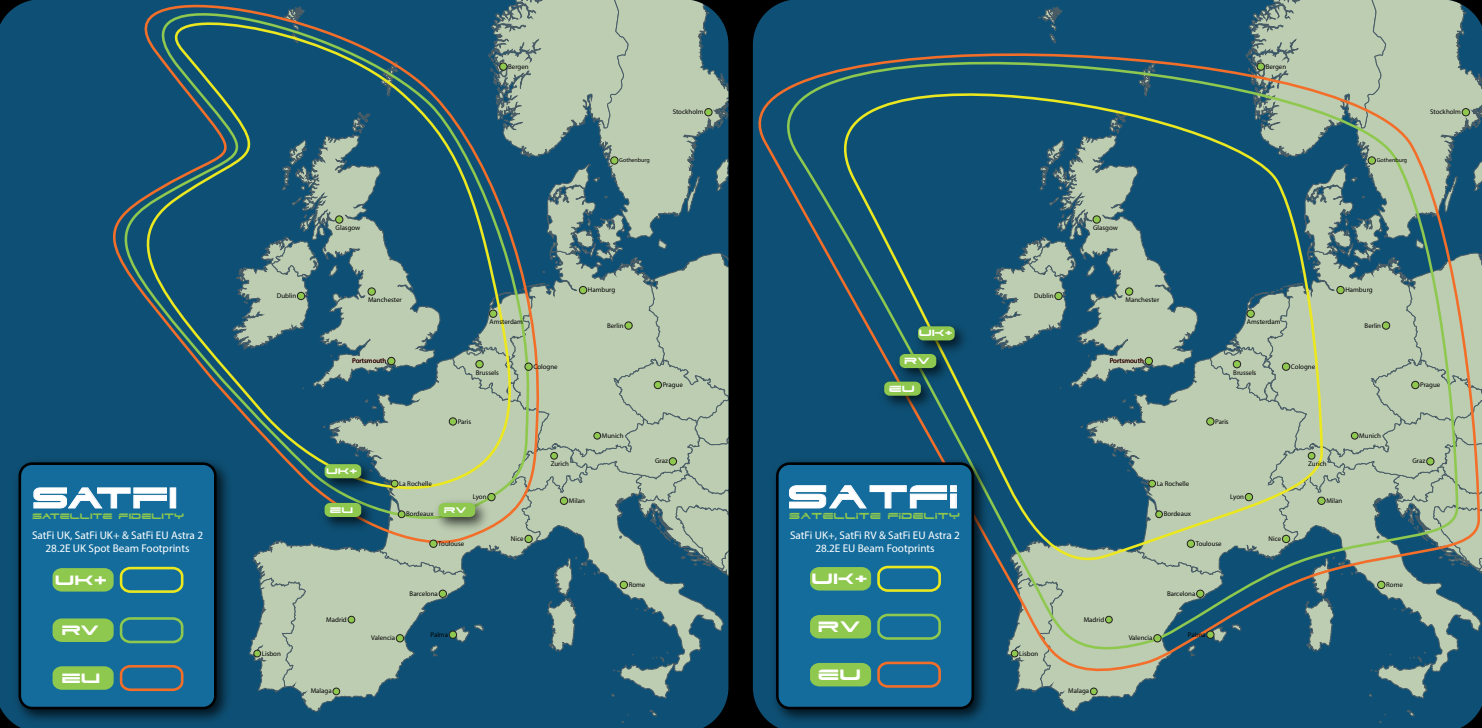 Bergen
Stockholm
Gothenburg
Glasgow
Dublin
Manchester
Hamburg
Amsterdam
Berlin
Portsmouth
Brussels
Cologne
Prague
Paris
Munich
Zurich
Graz
UK+
La Rochelle
Lyon
Milan
EU
Bordeaux
RV
Toulouse
Nice
Rome
Barcelona
Madrid
Valencia
Palma
Lisbon
Malaga
SATFI
SATELLITE FIDELITY
SatFi UK, SatFi UK+ & SatFi EU Astra 2
28.2E UK Spot Beam Footprints
UK+
RV
EU
Bergen
Stockholm
Gothenburg
Glasgow
Dublin
Manchester
Hamburg
Amsterdam
Berlin
UK+
Portsmouth
RV
Brussels
Cologne
EU
Prague
Paris
Munich
Zurich
Graz
La Rochelle
Lyon
Milan
Bordeaux
Toulouse
Nice
Rome
Barcelona
Madrid
Valencia
Palma
Lisbon
Malaga
SATFI
SATELLITE FIDELITY
SatFi UK+, SatFi RV & SatFi EU Astra 2
28.2E EU Beam Footprints
UK+
RV
EU